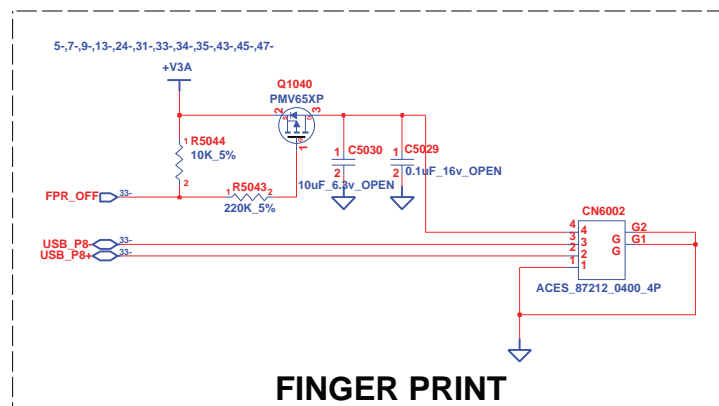 5-,7-,9-,13-,24-,31-,33-,34-,35-,43-,45-,47-
+V3A
Q1040
PMV65XP
2
3
S
D
G
1
1
R5044
10K_5%
2
1
C5030
2
10uF_6.3v_OPEN
1
C5029
2
0.1uF_16v_OPEN
FPR_OFF
33-
1
R5043
2
220K_5%
USB_P8-
33-
USB_P8+
33-
CN6002
4
4
3
3
2
2
1
1
G
G2
G
G1
ACES_87212_0400_4P
FINGER PRINT